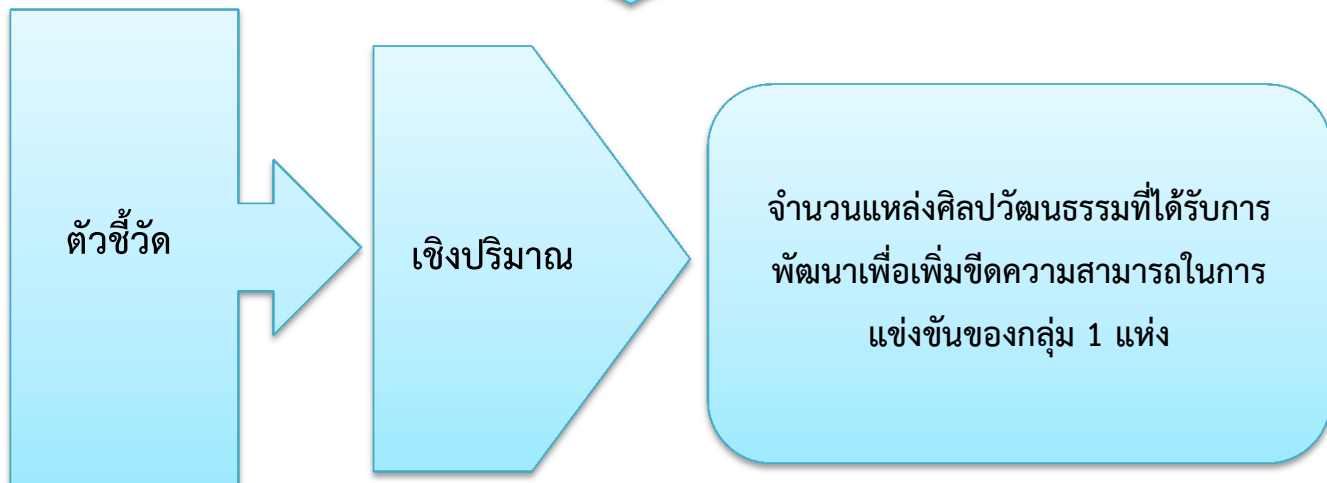 ตัวชี้วัด
เชิงปริมาณ
จำนวนแหล่งศิลปวัฒนธรรมที่ได้รับการ
พัฒนาเพื่อเพิ่มขีดความสามารถในการ
แข่งขันของกลุ่ม 1 แห่ง